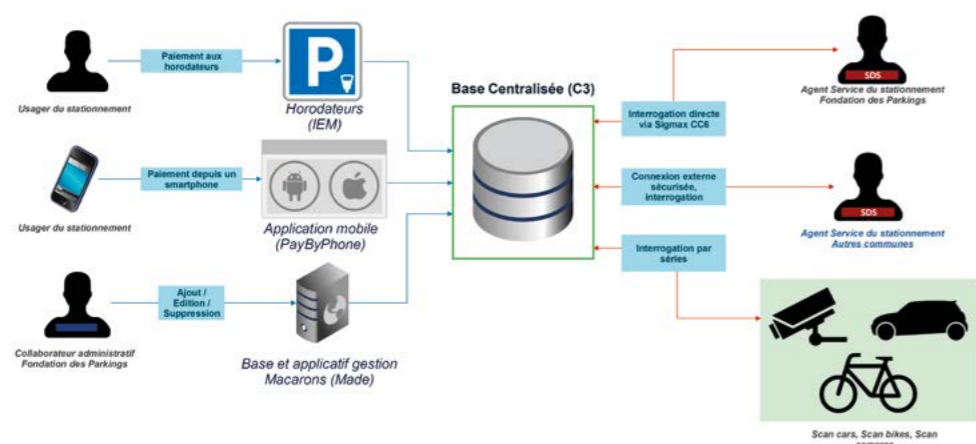 Paiement aux
horodateurs
Usager du stationnement
P
Horodateurs
(IEM)
Paiement depuis un
smartphone
Usager du stationnement
Application mobile
(PayByPhone)
Ajout /
Edition /
Suppression
Collaborateur administratif
Fondation des Parkings
Base et applicatif gestion
Macarons (Made)
Base Centralisée (C3)
Interrogation directe
via Sigmax CC6
SDS
Agent Service du stationnement
Fondation des Parkings
Connexion externe
sécurisée,
interrogation
SDS
Agent Service du stationnement
Autres communes
Interrogation par
séries
Scan cars, Scan bikes, Scan